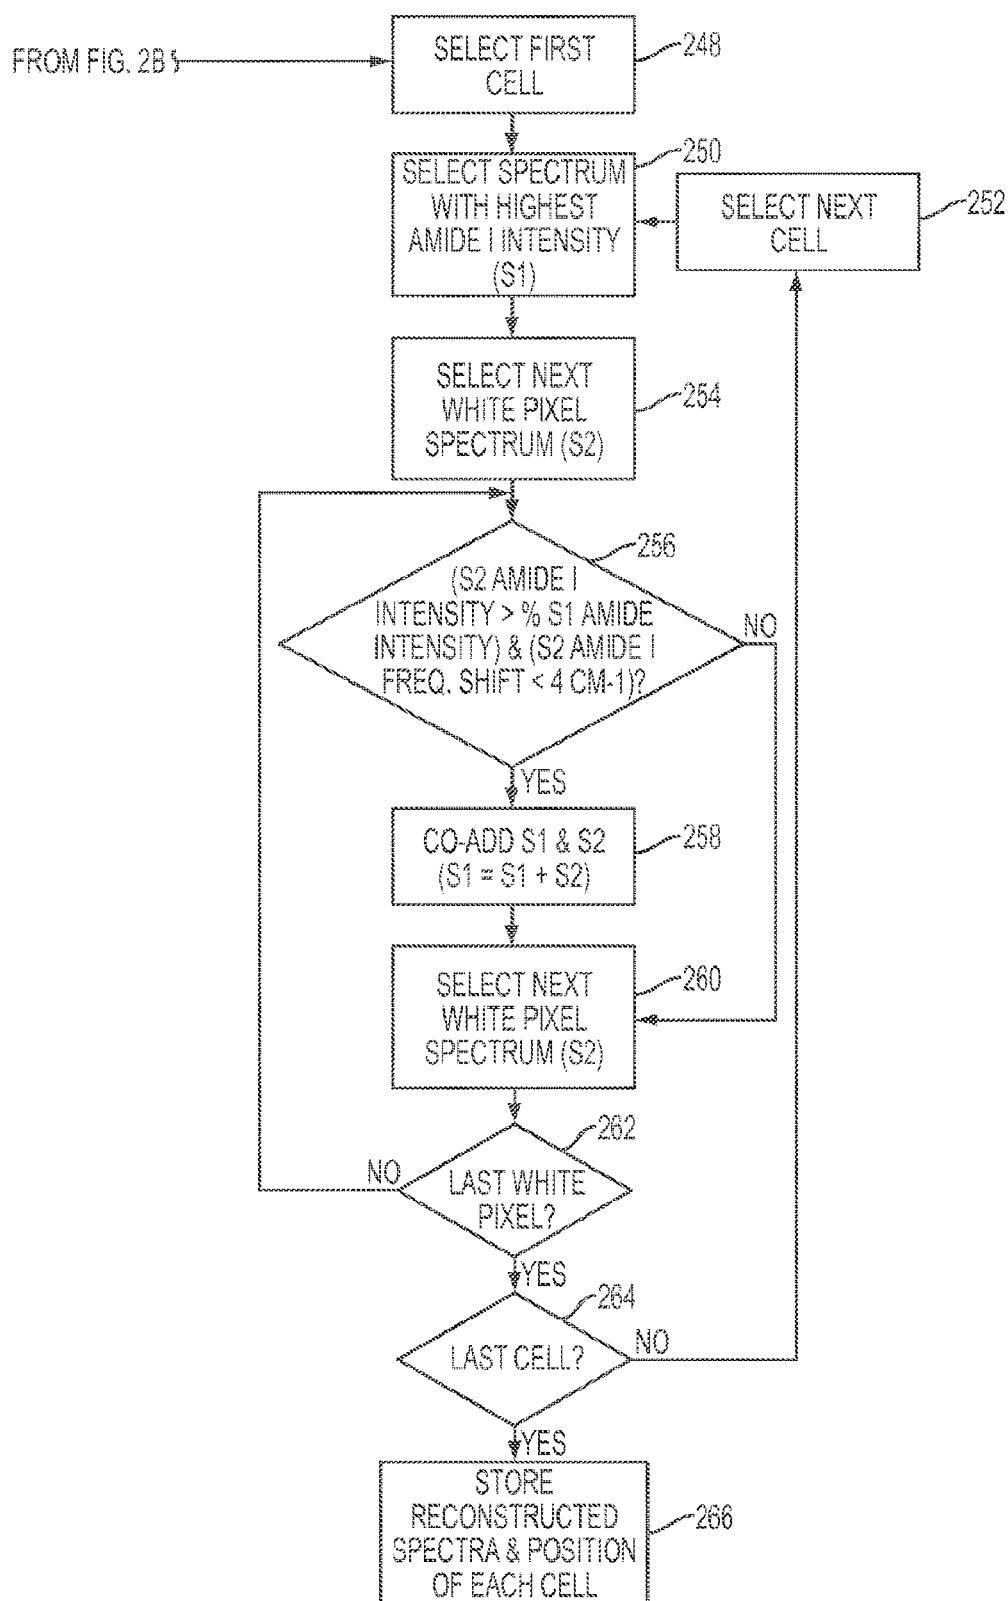 FROM FIG. 2B
SELECT FIRST
CELL
248
250
SELECT SPECTRUM
WITH HIGHEST
AMIDE I INTENSITY
(S1)
SELECT NEXT
CELL
252
SELECT NEXT
WHITE PIXEL
SPECTRUM (S2)
254
256
(S2 AMIDE I
INTENSITY > % S1 AMIDE
INTENSITY) & (S2 AMIDE I
FREQ. SHIFT < 4 CM-1)?
NO
YES
CO-ADD S1 & S2
(S1 = S1 + S2)
258
SELECT NEXT
WHITE PIXEL
SPECTRUM (S2)
260
262
NO
LAST WHITE
PIXEL?
YES
264
LAST CELL?
NO
YES
STORE
RECONSTRUCTED
SPECTRA & POSITION
OF EACH CELL
266